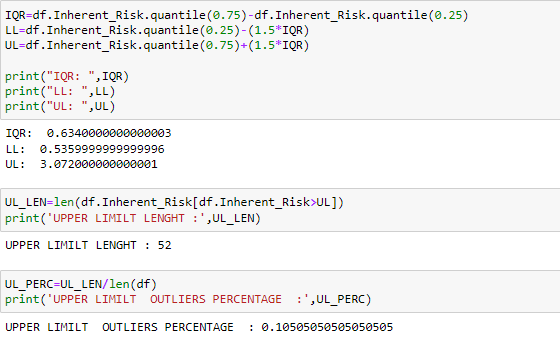 IQR=df.Inherent_Risk.quantile(0.75)-df.Inherent_Risk.quantile(0.25)
LL=df.Inherent_Risk.quantile(0.25)-(1.5*IQR)
UL=df.Inherent_Risk.quantile(0.75)+(1.5*IQR)
print("IQR: ",IQR)
print("LL: ",LL)
print("UL: ",UL)
IQR:  0.6340000000000003
LL:  0.5359999999999996
UL:  3.072000000000001
UL_LEN=len(df.Inherent_Risk[df.Inherent_Risk>UL])
print('UPPER LIMILT LENGHT :',UL_LEN)
UPPER LIMILT LENGHT : 52
UL_PERC=UL_LEN/len(df)
print('UPPER LIMILT  OUTLIERS PERCENTAGE  :',UL_PERC)
UPPER LIMILT  OUTLIERS PERCENTAGE  : 0.10505050505050505